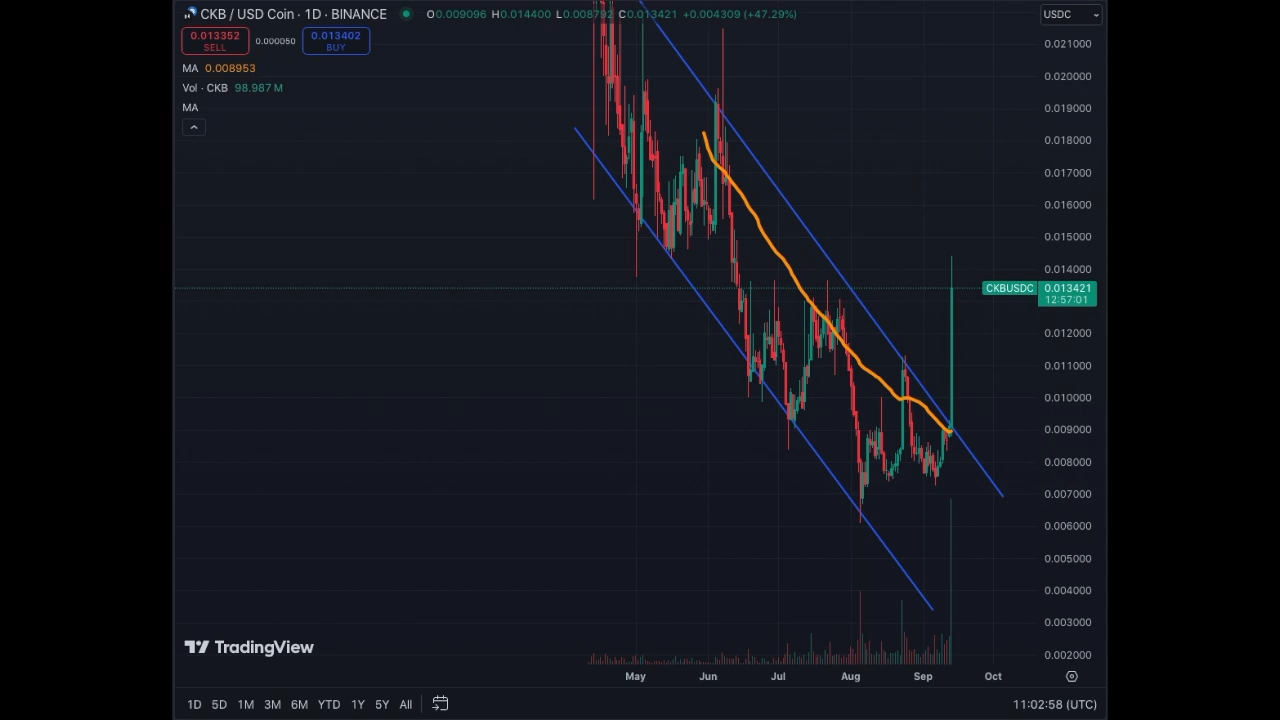 CKB / USD Coin · 1D · BINANCE O0.009096 H0.014400 L0.008792 C0.013421 +0.004309 (+47.29%)
USDC
0.013352 0.000050 0.013402
SELL BUY
MA 0.008953
Vol · CKB 98.987 M
MA
0.021000
0.020000
0.019000
0.018000
0.017000
0.016000
0.015000
0.014000
CKBUSDC 0.013421
12:57:01
0.012000
0.011000
0.010000
0.009000
0.008000
0.007000
0.006000
0.005000
0.004000
0.003000
0.002000
TradingView
May Jun Jul Aug Sep Oct
1D 5D 1M 3M 6M YTD 1Y 5Y All 11:02:58 (UTC)